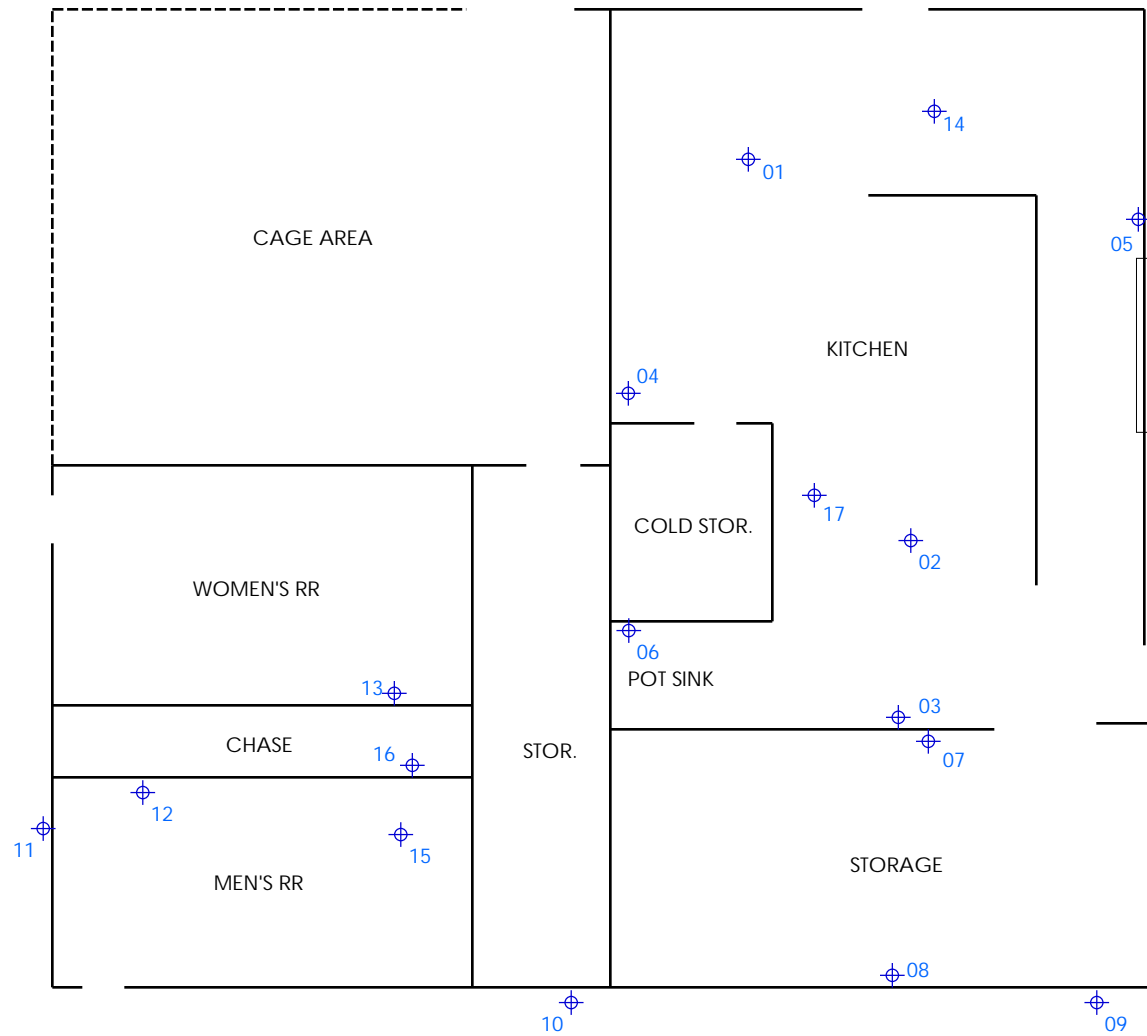 14
01
05
CAGE AREA
KITCHEN
04
17
COLD STOR.
02
WOMEN'S RR
06
POT SINK
13
03
CHASE
STOR.
07
16
12
11
15
STORAGE
MEN'S RR
08
10
09